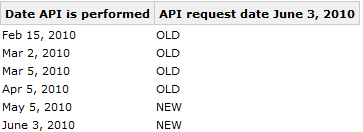 Date API is performed API request date June 3, 2010
Feb 15, 2010 OLD
Mar 2, 2010 OLD
Mar 5, 2010 OLD
Apr 5, 2010 OLD
May 5, 2010 NEW
June 3, 2010 NEW